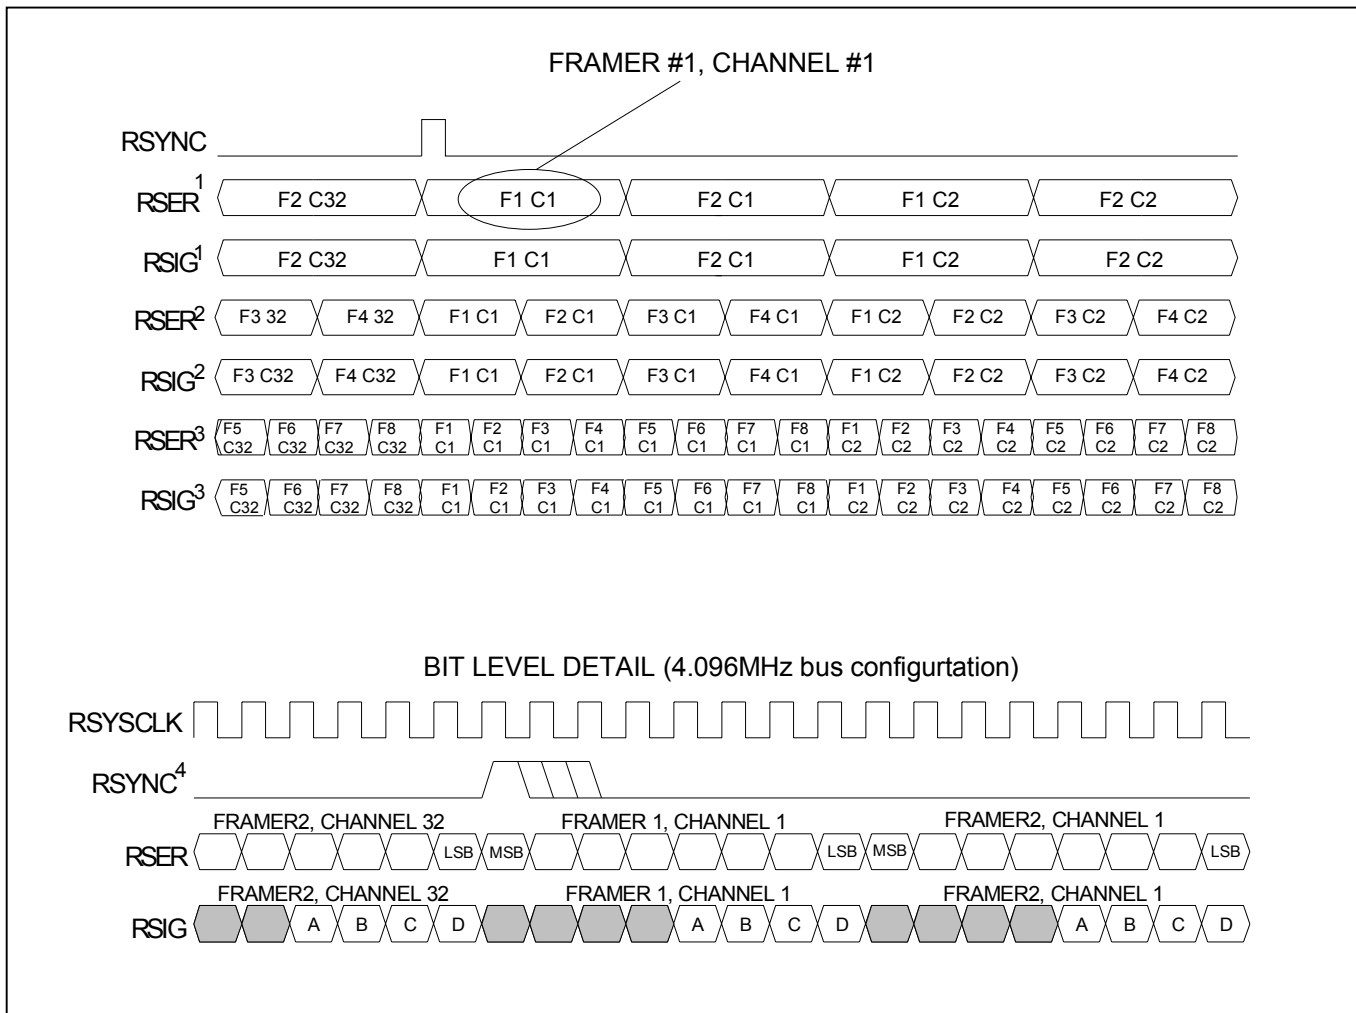 FRAMER #1, CHANNEL #1
RSYNC
RSER1 F2 C32 F1 C1 F2 C1 F1 C2 F2 C2
RSIG1 F2 C32 F1 C1 F2 C1 F1 C2 F2 C2
RSER2 F3 32 F4 32 F1 C1 F2 C1 F3 C1 F4 C1 F1 C2 F2 C2 F3 C2 F4 C2
RSIG2 F3 C32 F4 C32 F1 C1 F2 C1 F3 C1 F4 C1 F1 C2 F2 C2 F3 C2 F4 C2
F5 F6 F7 F8 F1 F2 F3 F4 F5 F6 F7 F8 F1 F2 F3 F4 F5 F6 F7 F8
RSER3 C32 C32 C32 C32 C1 C1 C1 C1 C1 C1 C1 C1 C2 C2 C2 C2 C2 C2 C2 C2
F5 F6 F7 F8 F1 F2 F3 F4 F5 F6 F7 F8 F1 F2 F3 F4 F5 F6 F7 F8
RSIG3 C32 C32 C32 C32 C1 C1 C1 C1 C1 C1 C1 C1 C2 C2 C2 C2 C2 C2 C2 C2
BIT LEVEL DETAIL (4.096MHz bus configurtation)
RSYSCLK
RSYNC4
FRAMER2, CHANNEL 32 FRAMER 1, CHANNEL 1 FRAMER2, CHANNEL 1
RSER LSB MSB LSB MSB LSB
FRAMER2, CHANNEL 32 FRAMER 1, CHANNEL 1 FRAMER2, CHANNEL 1
RSIG A B C D A B C D A B C D